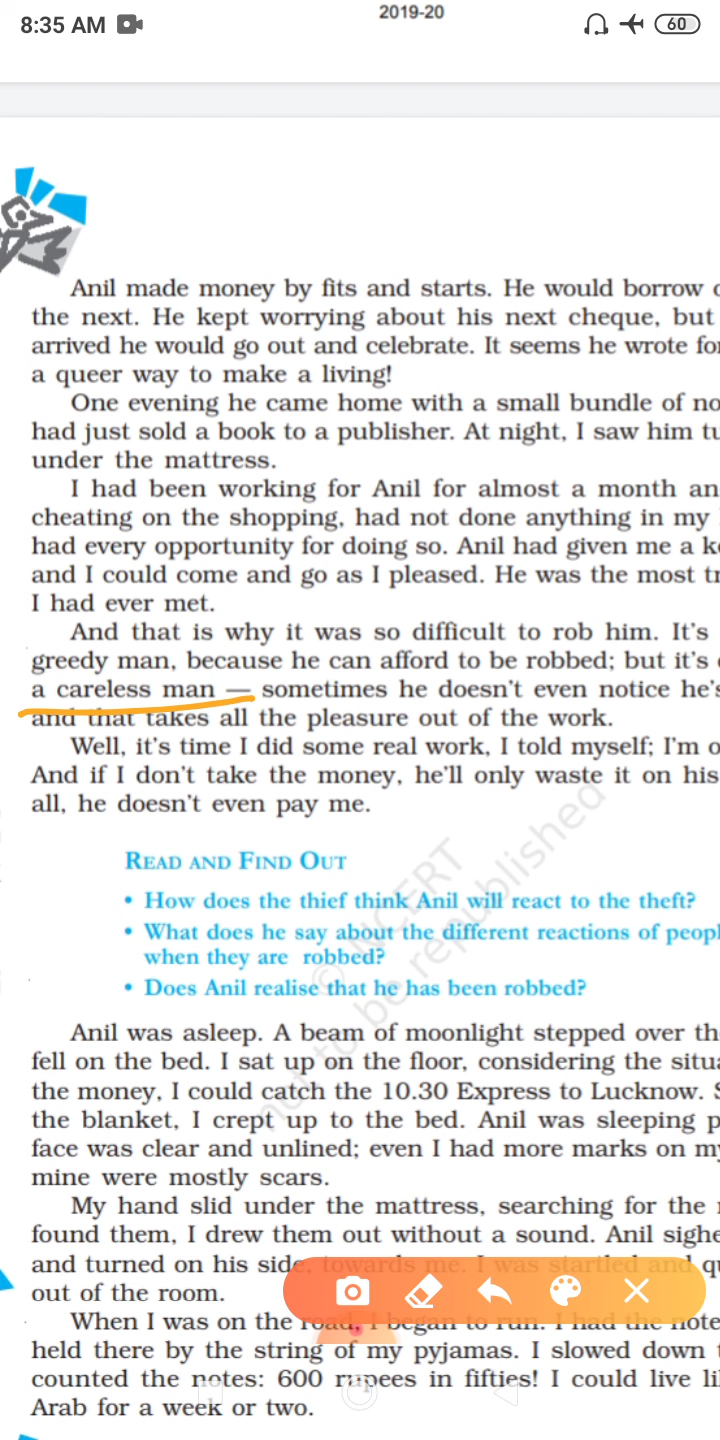 2019-20
8:35 AM
60
Anil made money by fits and starts. He would borrow
the next. He kept worrying about his next cheque, but
arrived he would go out and celebrate. It seems he wrote
a queer way to make a living!
One evening he came home with a small bundle of
had just sold a book to a publisher. At night, I saw him
under the mattress.
I had been working for Anil for almost a month
cheating on the shopping, had not done anything in my
had every opportunity for doing so. Anil had given me a
and I could come and go as I pleased. He was the most
I had ever met.
And that is why it was so difficult to rob him. It's
greedy man, because he can afford to be robbed; but it's
a careless man — sometimes he doesn't even notice
and that takes all the pleasure out of the work.
Well, it's time I did some real work, I told myself; I'm
And if I don't take the money, he'll only waste it on his
all, he doesn't even pay me.
READ AND FIND OUT
• How does the thief think Anil will react to the theft?
• What does he say about the different reactions of
when they are robbed?
• Does Anil realise that he has been robbed?
© NCERT
not to be republished
Anil was asleep. A beam of moonlight stepped over
fell on the bed. I sat up on the floor, considering the
the money, I could catch the 10.30 Express to Lucknow.
the blanket, I crept up to the bed. Anil was sleeping
face was clear and unlined; even I had more marks on
mine were mostly scars.
My hand slid under the mattress, searching for the
found them, I drew them out without a sound. Anil
and turned on his side, towards me. I was startled and
out of the room.
When I was on the road, I began to run. I had the
held there by the string of my pyjamas. I slowed down
counted the notes: 600 rupees in fifties! I could live
Arab for a week or two.